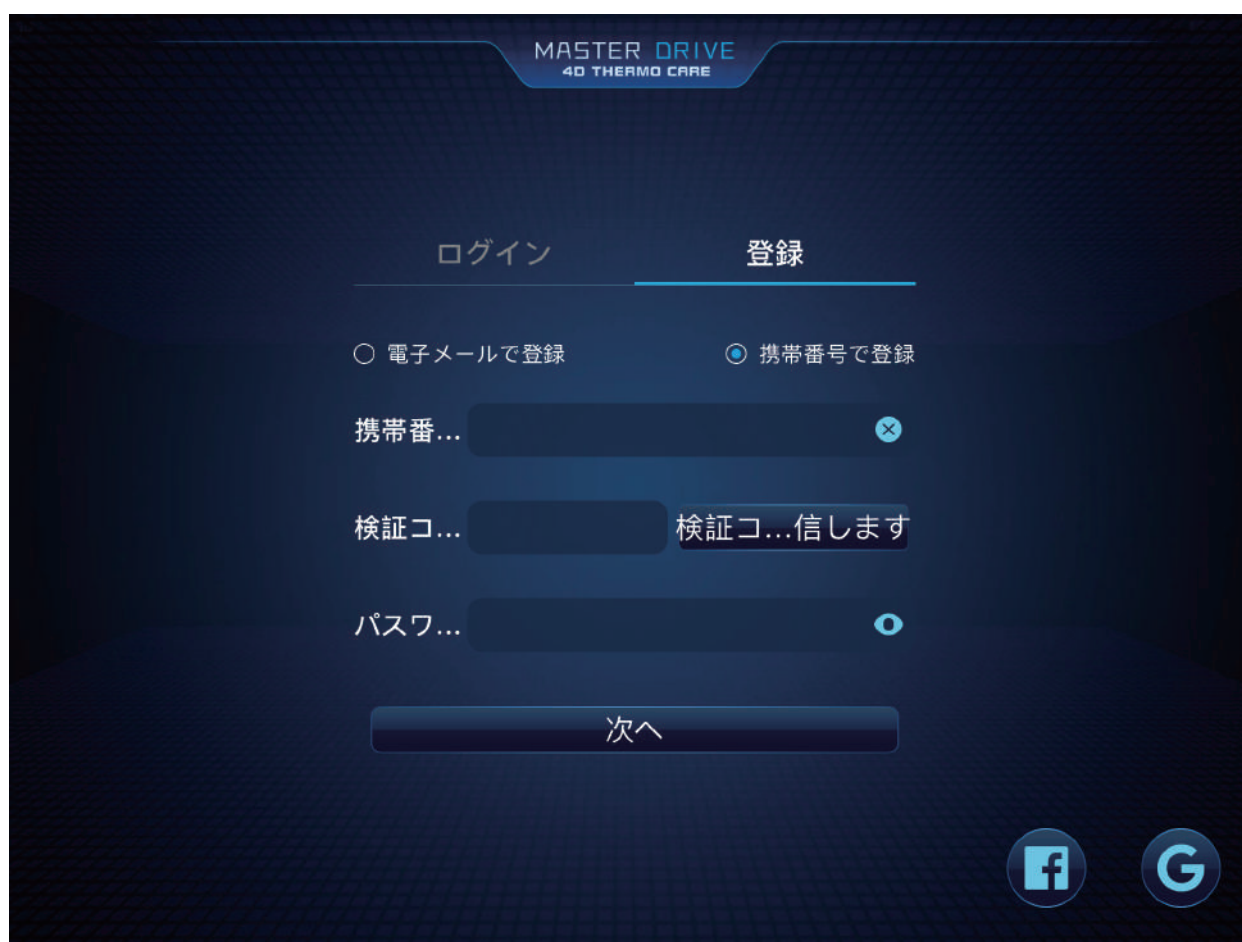 MASTER DRIVE
4D THERMO CARE
ログイン 登録
電子メールで登録 携帯番号で登録
携帯番...
検証コ... 検証コ...信します
パスワ...
次へ